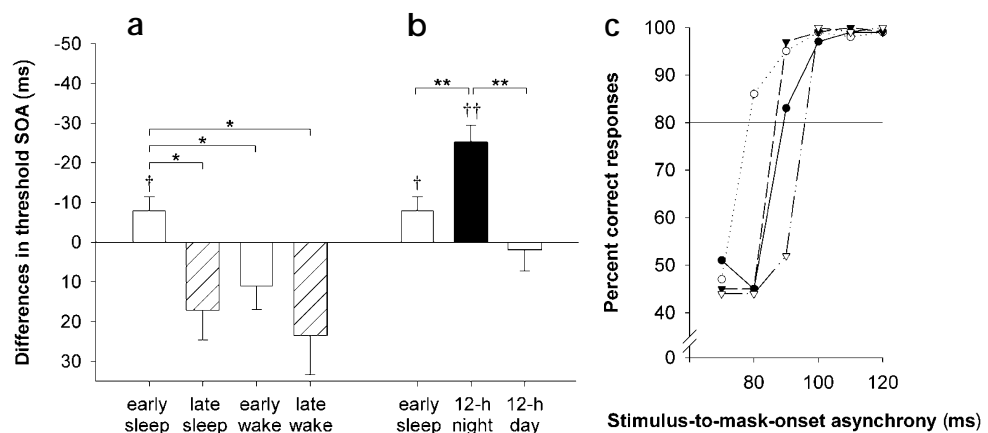 a
b
c
Differences in threshold SOA (ms)
-50
-40
-30
-20
-10
0
10
20
30
*
*
*
†
early sleep
late sleep
early wake
late wake
**
**
††
†
early sleep
12-h night
12-h day
Percent correct responses
100
90
80
70
60
50
40
0
80
100
120
Stimulus-to-mask-onset asynchrony (ms)